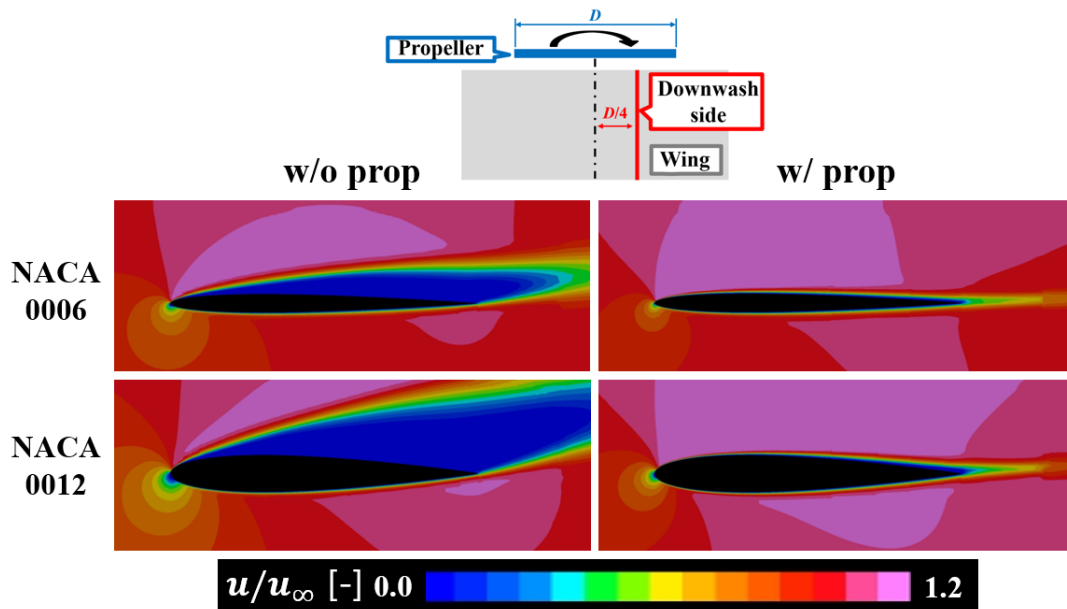 D
Propeller
Downwash
side
D/4
Wing
w/o prop
w/ prop
NACA
0006
NACA
0012
u/u∞ [-] 0.0 1.2